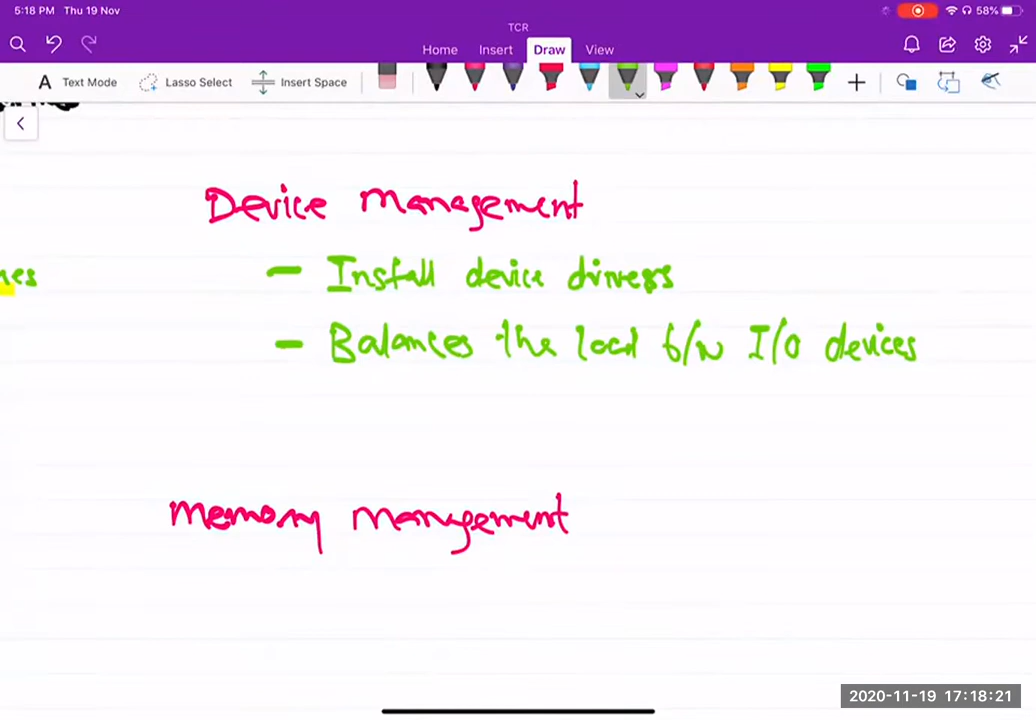 5:18 PM Thu 19 Nov
58%
TCR
Home Insert Draw View
A Text Mode Lasso Select Insert Space
Device management
nes
- Install device drivers
- Balances the load b/w I/O devices
memory management
2020-11-19 17:18:21